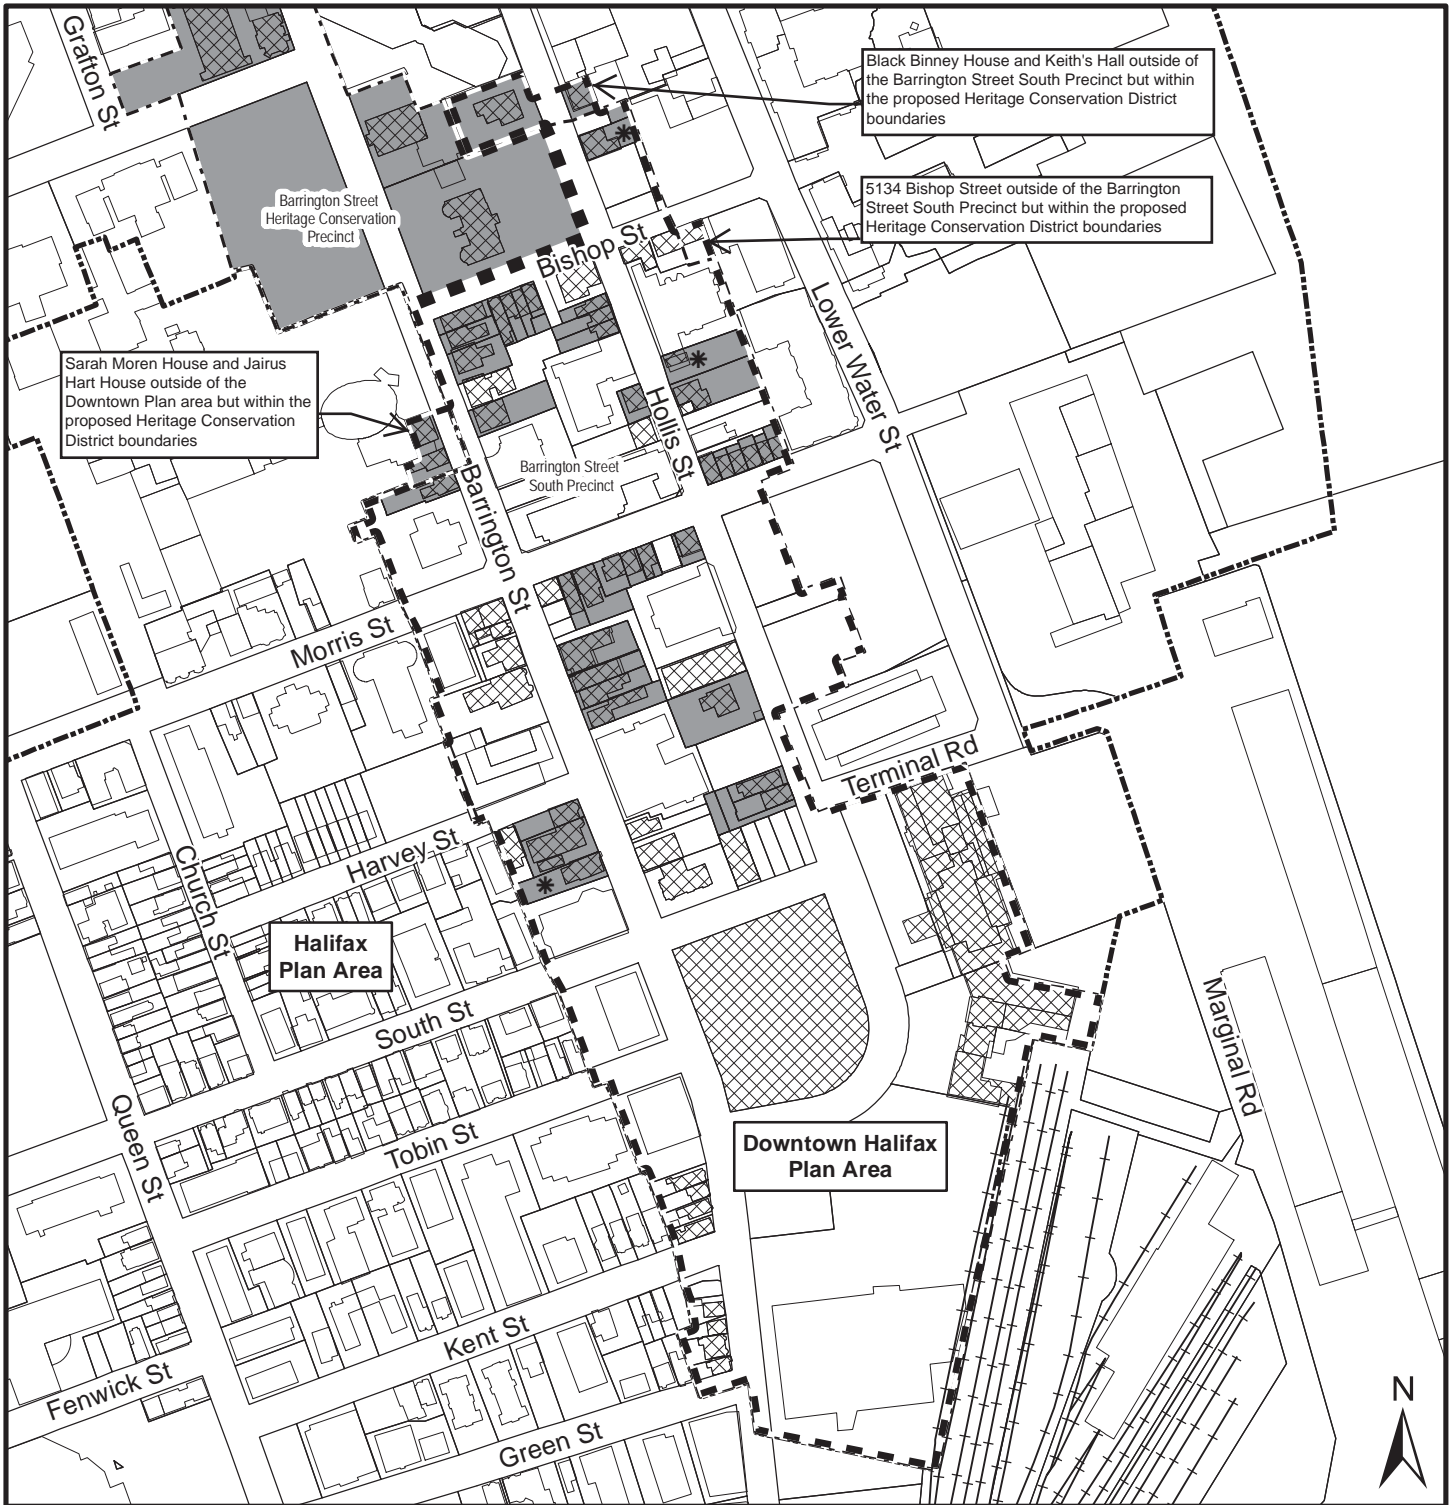 Grafton St
Black Binney House and Keith's Hall outside of
the Barrington Street South Precinct but within
the proposed Heritage Conservation District
boundaries
5134 Bishop Street outside of the Barrington
Street South Precinct but within the proposed
Heritage Conservation District boundaries
Barrington Street
Heritage Conservation
Precinct
Bishop St
Lower Water St
Sarah Moren House and Jairus
Hart House outside of the
Downtown Plan area but within the
proposed Heritage Conservation
District boundaries
Hollis St
Barrington Street
South Precinct
Barrington St
Morris St
Terminal Rd
Harvey St
Church St
Halifax
Plan Area
South St
Marginal Rd
Queen St
Tobin St
Downtown Halifax
Plan Area
Kent St
Fenwick St
Green St
N